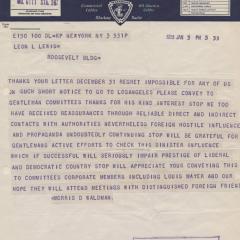 E130 160 DL=KP NEWYORK NY 3 331P
LEON L LEWIS=
ROOSEVELT BLDG=
THANKS YOUR LETTER DECEMBER 31 REGRET IMPOSSIBLE FOR ANY OF US
ON SUCH SHORT NOTICE TO GO TO LOSANGELES PLEASE CONVEY TO
GENTLEMAN COMMITTEES THANKS FOR HIS KIND INTEREST STOP WE TOO
HAVE RECEIVED REASSURANCES THROUGH RELIABLE DIRECT AND INDIRECT
CONTACTS WITH AUTHORITIES NEVERTHELESS FOREIGN HOSTILE INFLUENCE
AND PROPAGANDA UNDOUBTEDLY CONTINUING STOP WILL BE GRATEFUL FOR
GENTLEMANS ACTIVE EFFORTS TO CHECK THIS SINISTER INFLUENCE
WHICH IF SUCCESSFUL WILL SERIOUSLY IMPAIR PRESTIGE OF LIBERAL
AND DEMOCRATIC COUNTRY STOP WILL APPRECIATE YOUR CONVEYING THIS
TO COMMITTEES CORPORATE MEMBERS INCLUDING LOUIS MAYER AND OUR
HOPE THEY WILL ATTEND MEETINGS WITH DISTINGUISHED FOREIGN FRIEND=
MORRIS D WALDMAN.